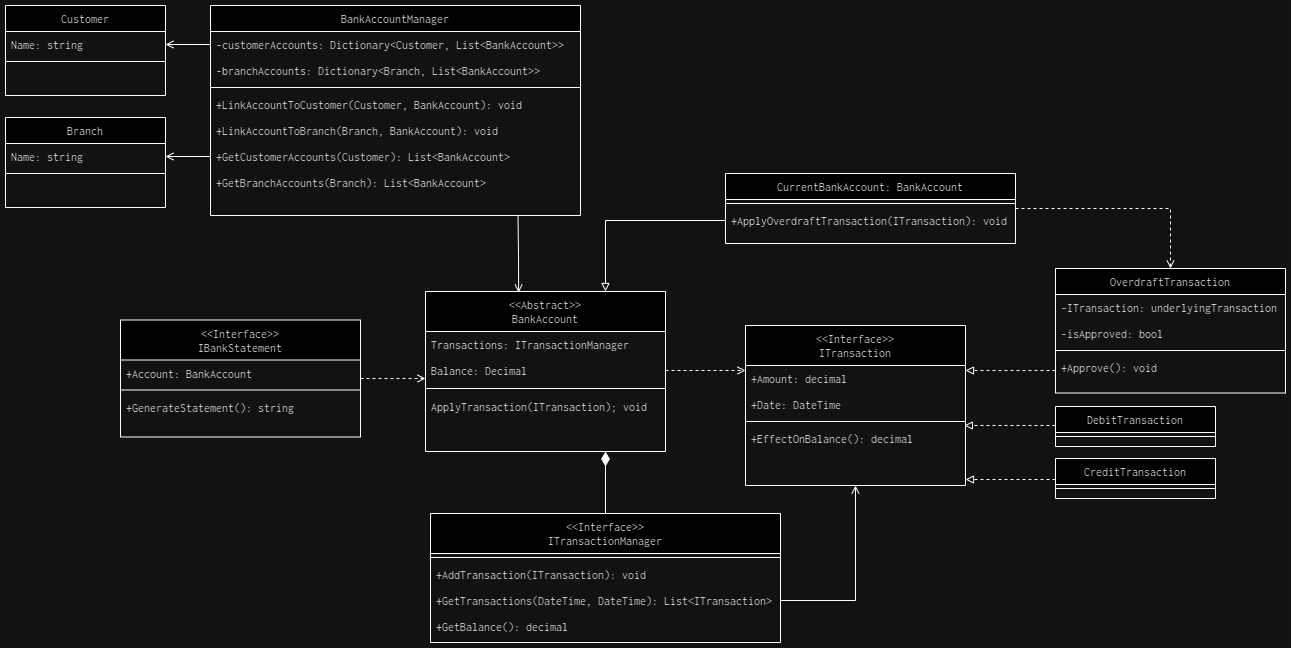 Customer
Name: string
BankAccountManager
-customerAccounts: Dictionary<Customer, List<BankAccount>>
-branchAccounts: Dictionary<Branch, List<BankAccount>>
+LinkAccountToCustomer(Customer, BankAccount): void
+LinkAccountToBranch(Branch, BankAccount): void
+GetCustomerAccounts(Customer): List<BankAccount>
+GetBranchAccounts(Branch): List<BankAccount>
Branch
Name: string
CurrentBankAccount: BankAccount
+ApplyOverdraftTransaction(ITransaction): void
OverdraftTransaction
-ITransaction: underlyingTransaction
-isApproved: bool
+Approve(): void
<<Interface>>
IBankStatement
+Account: BankAccount
+GenerateStatement(): string
<<Abstract>>
BankAccount
Transactions: ITransactionManager
Balance: Decimal
ApplyTransaction(ITransaction); void
<<Interface>>
ITransaction
+Amount: decimal
+Date: DateTime
+EffectOnBalance(): decimal
DebitTransaction
CreditTransaction
<<Interface>>
ITransactionManager
+AddTransaction(ITransaction): void
+GetTransactions(DateTime, DateTime): List<ITransaction>
+GetBalance(): decimal